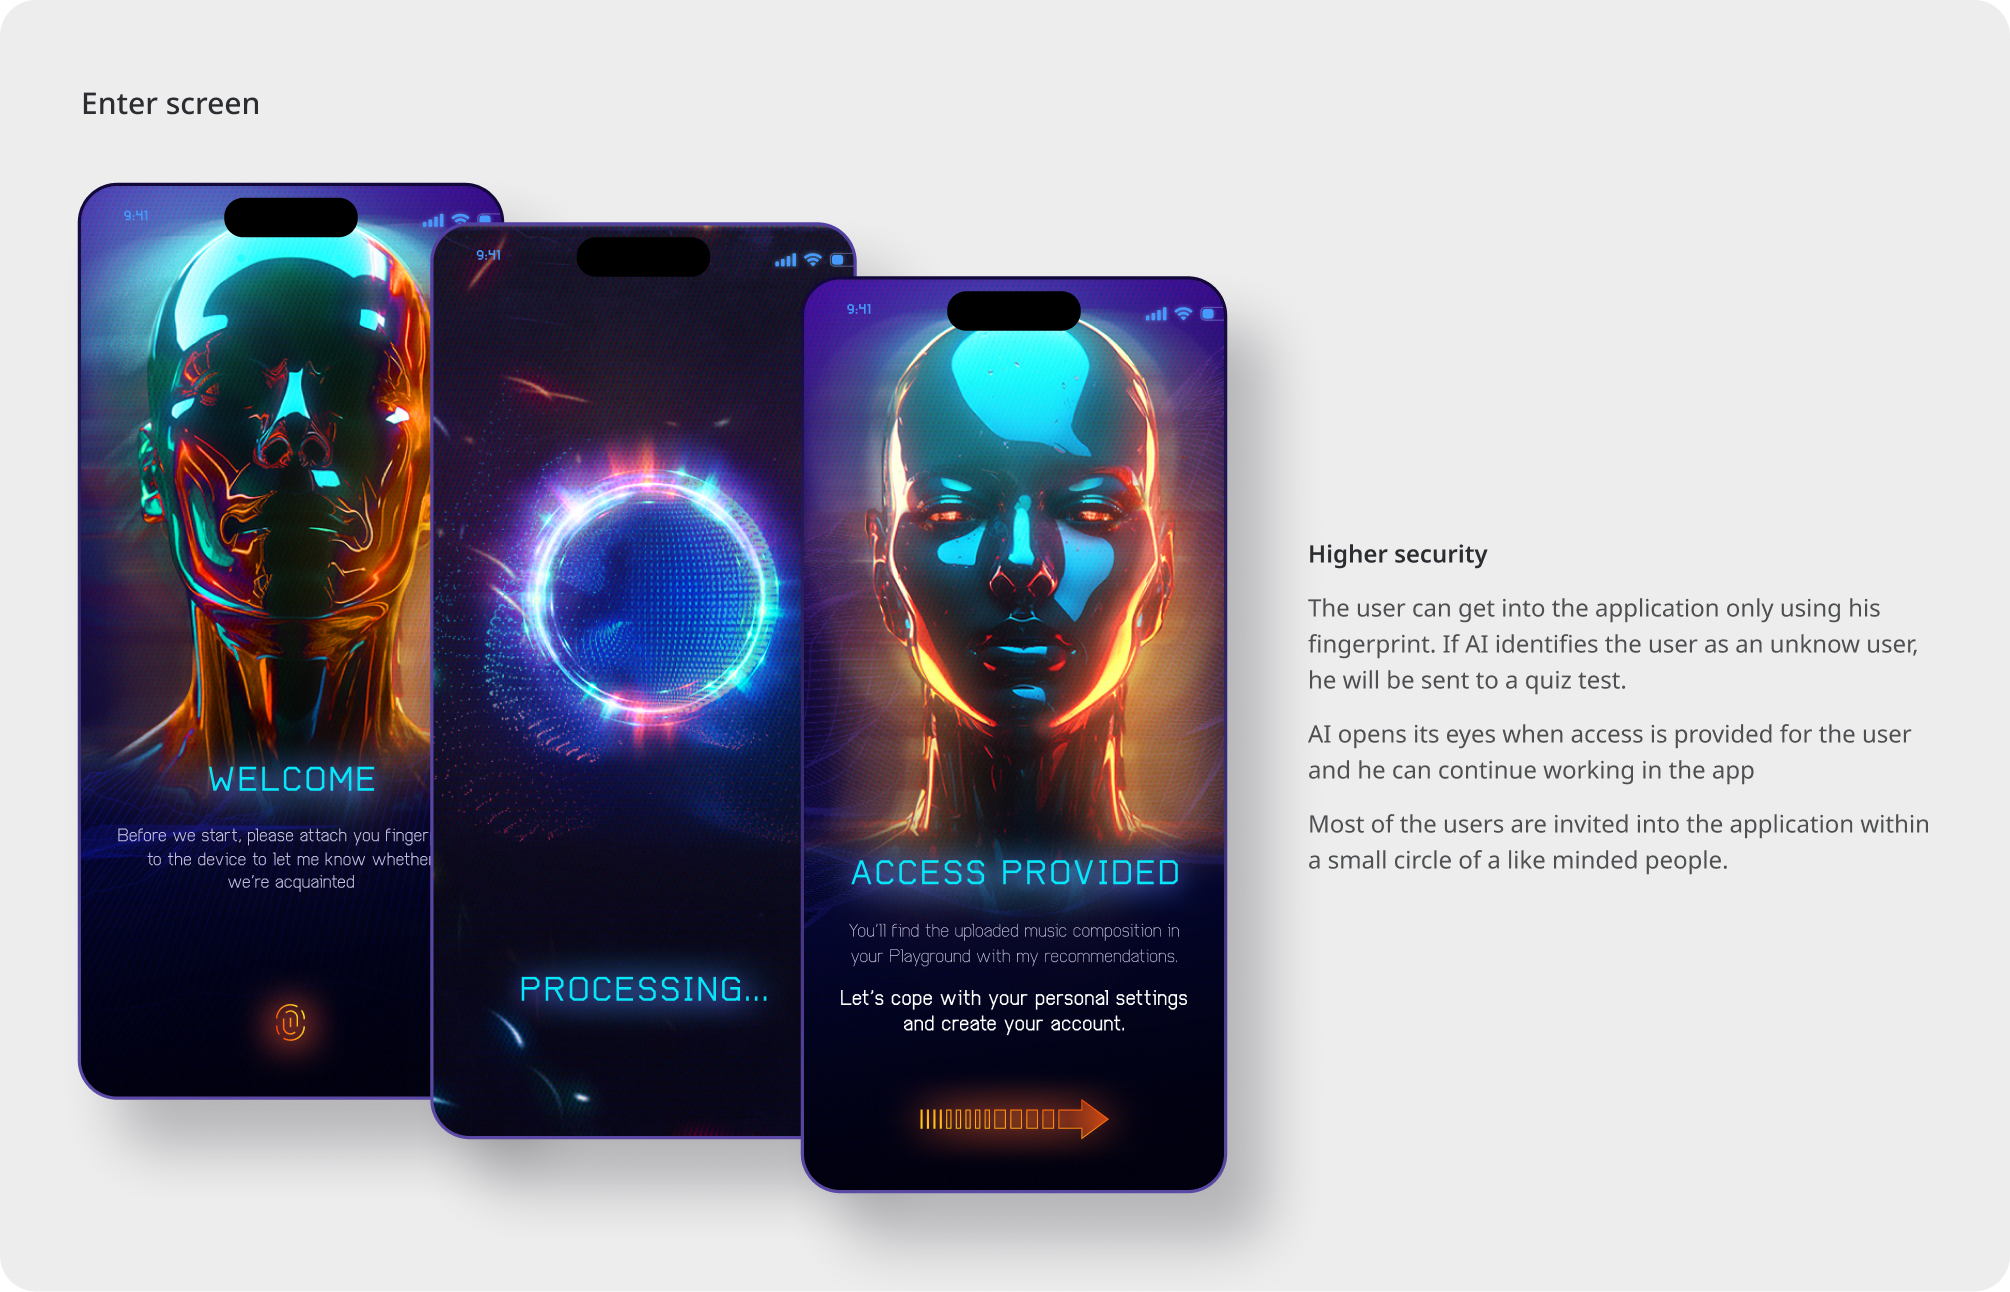 Enter screen
9:41
WELCOME
Before we start, please attach you finger
to the device to let me know whether
we're acquainted
9:41
PROCESSING...
9:41
ACCESS PROVIDED
You'll find the uploaded music composition in
your Playground with my recommendations.
Let's cope with your personal settings
and create your account.
Higher security
The user can get into the application only using his
fingerprint. If AI identifies the user as an unknow user,
he will be sent to a quiz test.
AI opens its eyes when access is provided for the user
and he can continue working in the app
Most of the users are invited into the application within
a small circle of a like minded people.